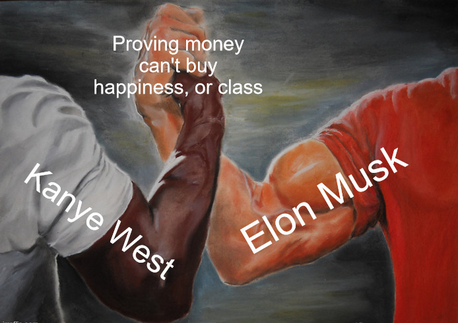 Proving money
can't buy
happiness, or class
Kanye West
Elon Musk